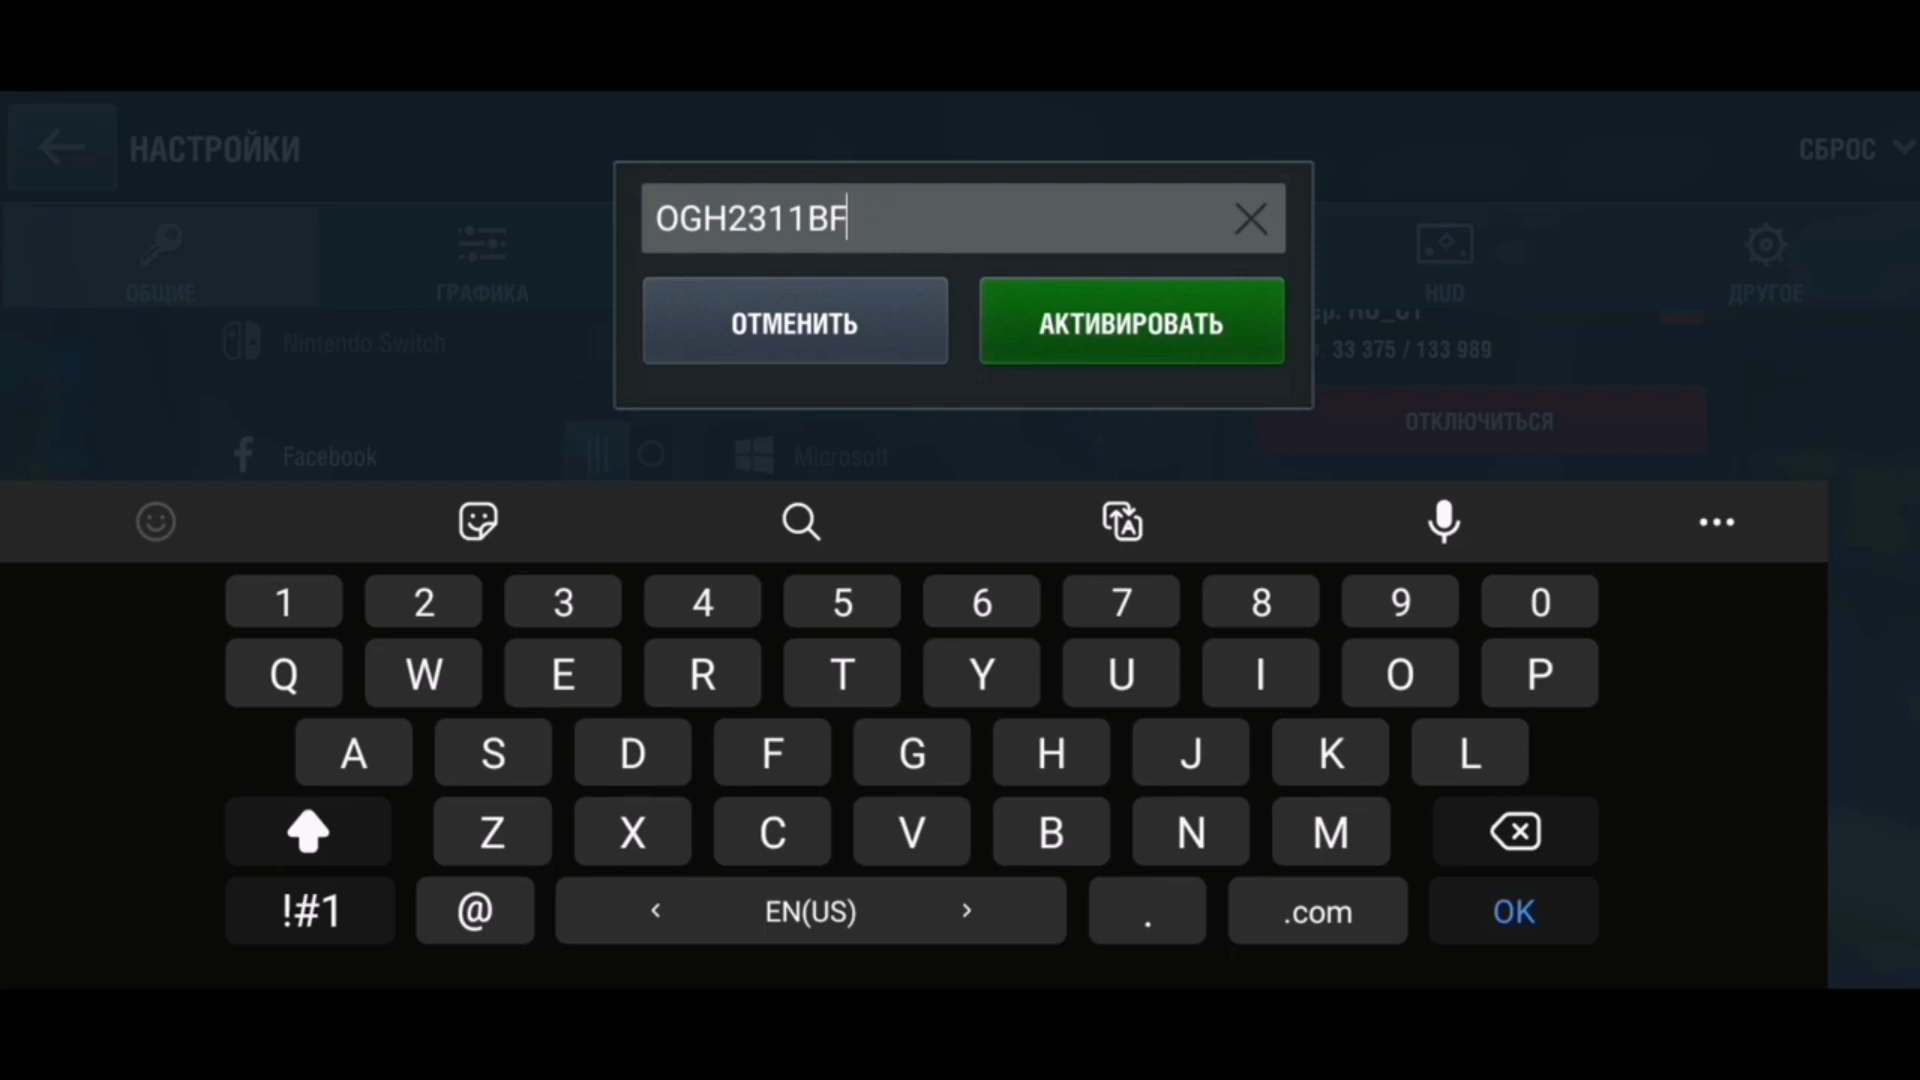 НАСТРОЙКИ
СБРОС
OGH2311BF
ОТМЕНИТЬ
АКТИВИРОВАТЬ
ОБЩИЕ
ГРАФИКА
HUD
ДРУГОЕ
Nintendo Switch
33 375 / 133 989
ОТКЛЮЧИТЬСЯ
Facebook
Microsoft
1 2 3 4 5 6 7 8 9 0
Q W E R T Y U I O P
A S D F G H J K L
Z X C V B N M
!#1 @ < EN(US) > . .com OK